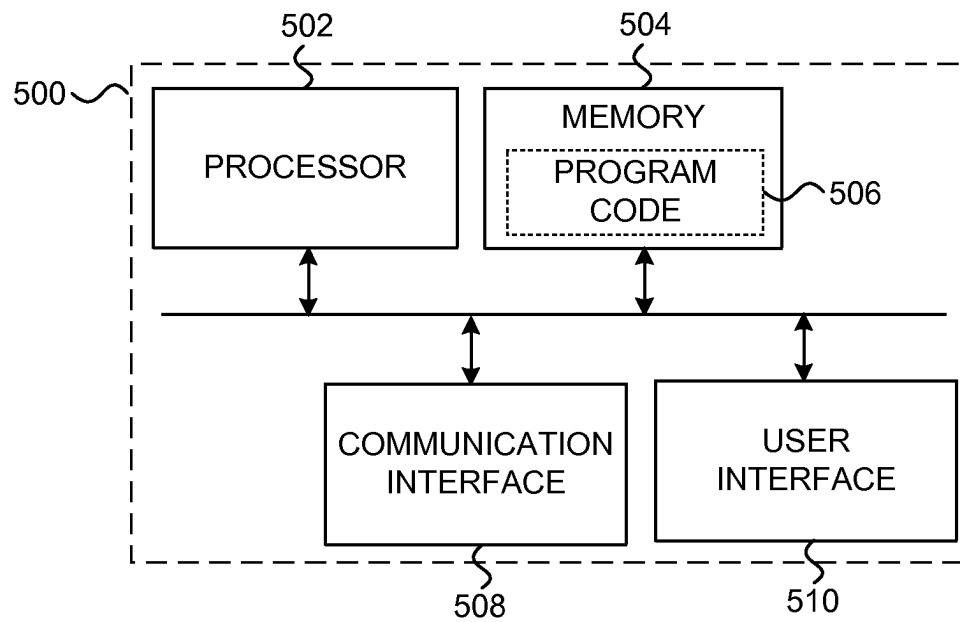 502
504
500
PROCESSOR
MEMORY
PROGRAM
CODE
506
COMMUNICATION
INTERFACE
USER
INTERFACE
508
510